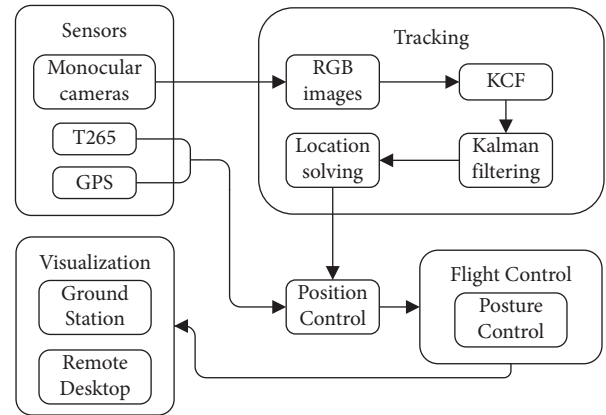 Sensors
Monocular
cameras
T265
GPS
Tracking
RGB
images
KCF
Location
solving
Kalman
filtering
Visualization
Ground
Station
Remote
Desktop
Position
Control
Flight Control
Posture
Control